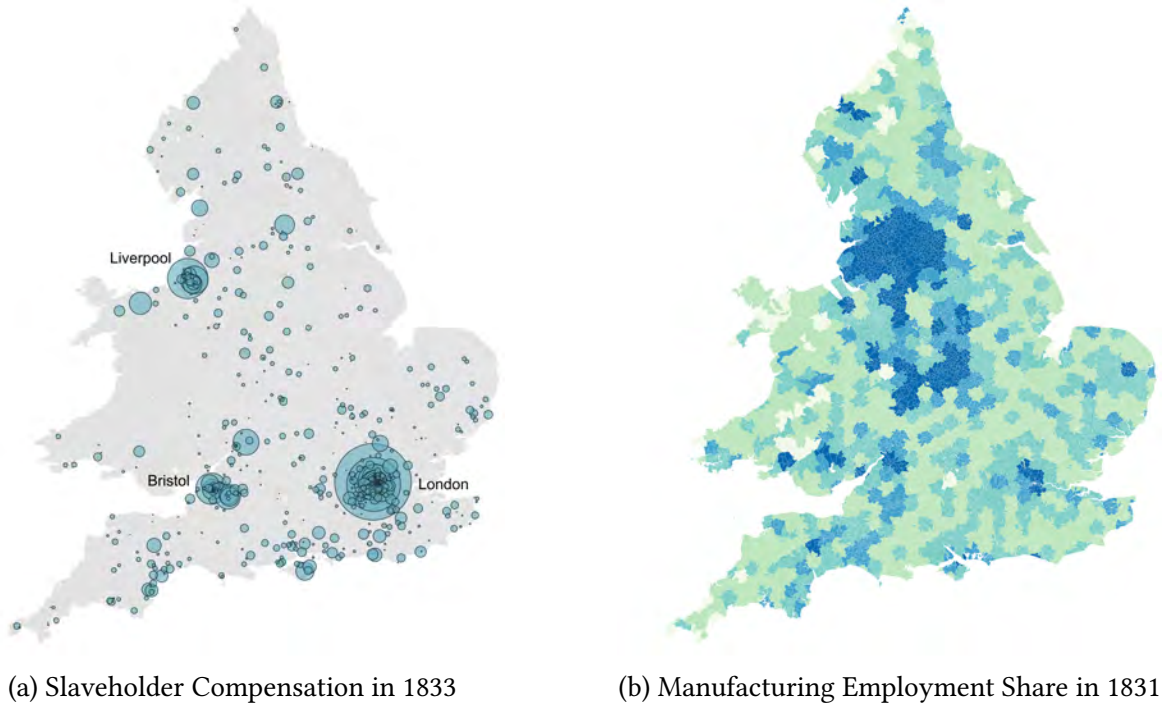 Liverpool
Bristol
London
(a) Slaveholder Compensation in 1833
(b) Manufacturing Employment Share in 1831